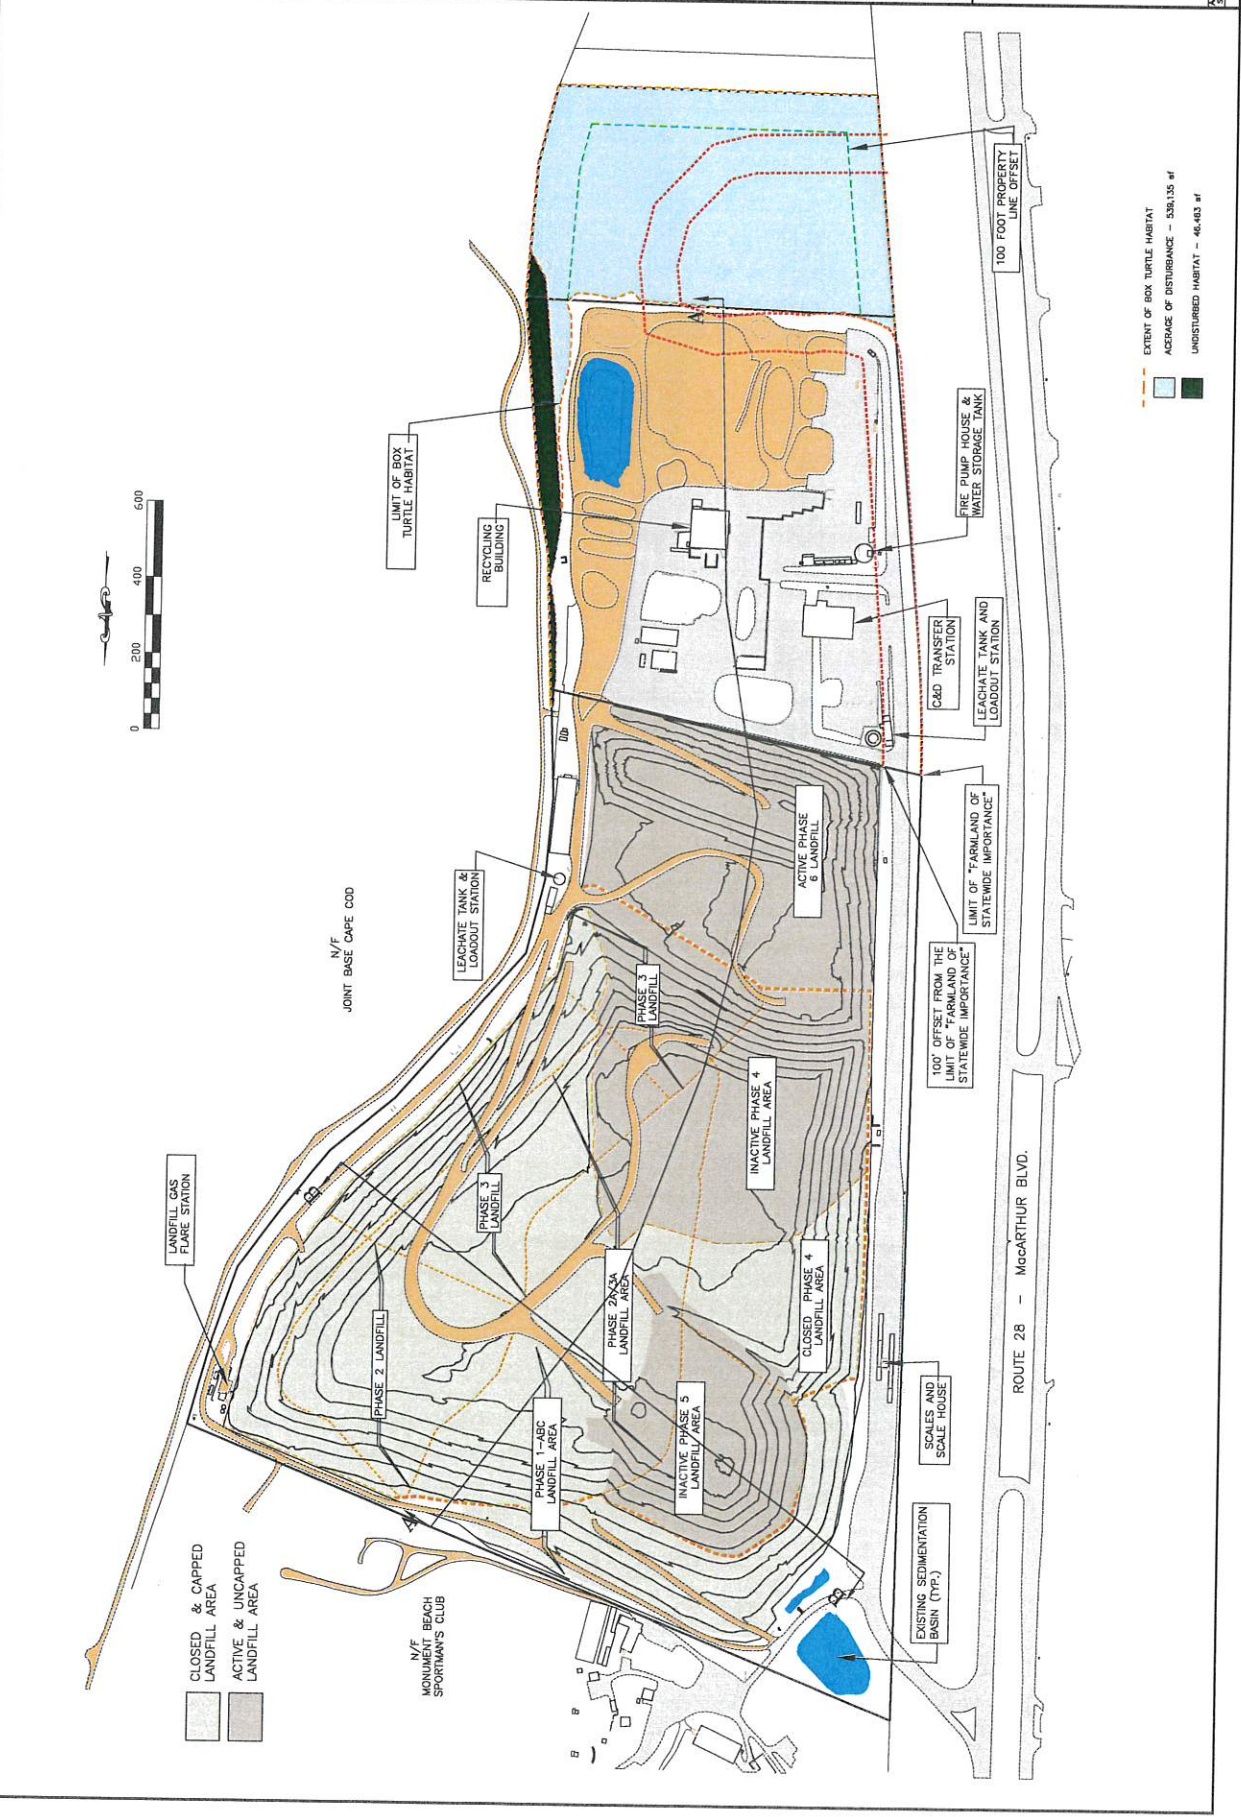 0
200
400
600
N/F
JOINT BASE CAPE COD
LANDFILL GAS
FLARE STATION
LEACHATE TANK &
LOADOUT STATION
LIMIT OF BOX
TURTLE HABITAT
RECYCLING
BUILDING
CLOSED & CAPPED
LANDFILL AREA
ACTIVE & UNCAPPED
LANDFILL AREA
N/F
MONUMENT BEACH
SPORTMAN'S CLUB
A'
B
PHASE 2 LANDFILL
PHASE 3
LANDFILL
PHASE 3
LANDFILL
PHASE 1-ABC
LANDFILL AREA
PHASE 2A/3A
LANDFILL AREA
INACTIVE PHASE 5
LANDFILL AREA
INACTIVE PHASE 4
LANDFILL AREA
CLOSED PHASE 4
LANDFILL AREA
ACTIVE PHASE
6 LANDFILL
A
B'
EXISTING SEDIMENTATION
BASIN (TYP.)
SCALES AND
SCALE HOUSE
100' OFFSET FROM THE
LIMIT OF "FARMLAND OF
STATEWIDE IMPORTANCE"
LIMIT OF "FARMLAND OF
STATEWIDE IMPORTANCE"
LEACHATE TANK AND
LOADOUT STATION
C&D TRANSFER
STATION
FIRE PUMP HOUSE &
WATER STORAGE TANK
100 FOOT PROPERTY
LINE OFFSET
ROUTE 28 - MacARTHUR BLVD.
EXTENT OF BOX TURTLE HABITAT
ACERAGE OF DISTURBANCE - 539,135 sf
UNDISTURBED HABITAT - 46,463 sf